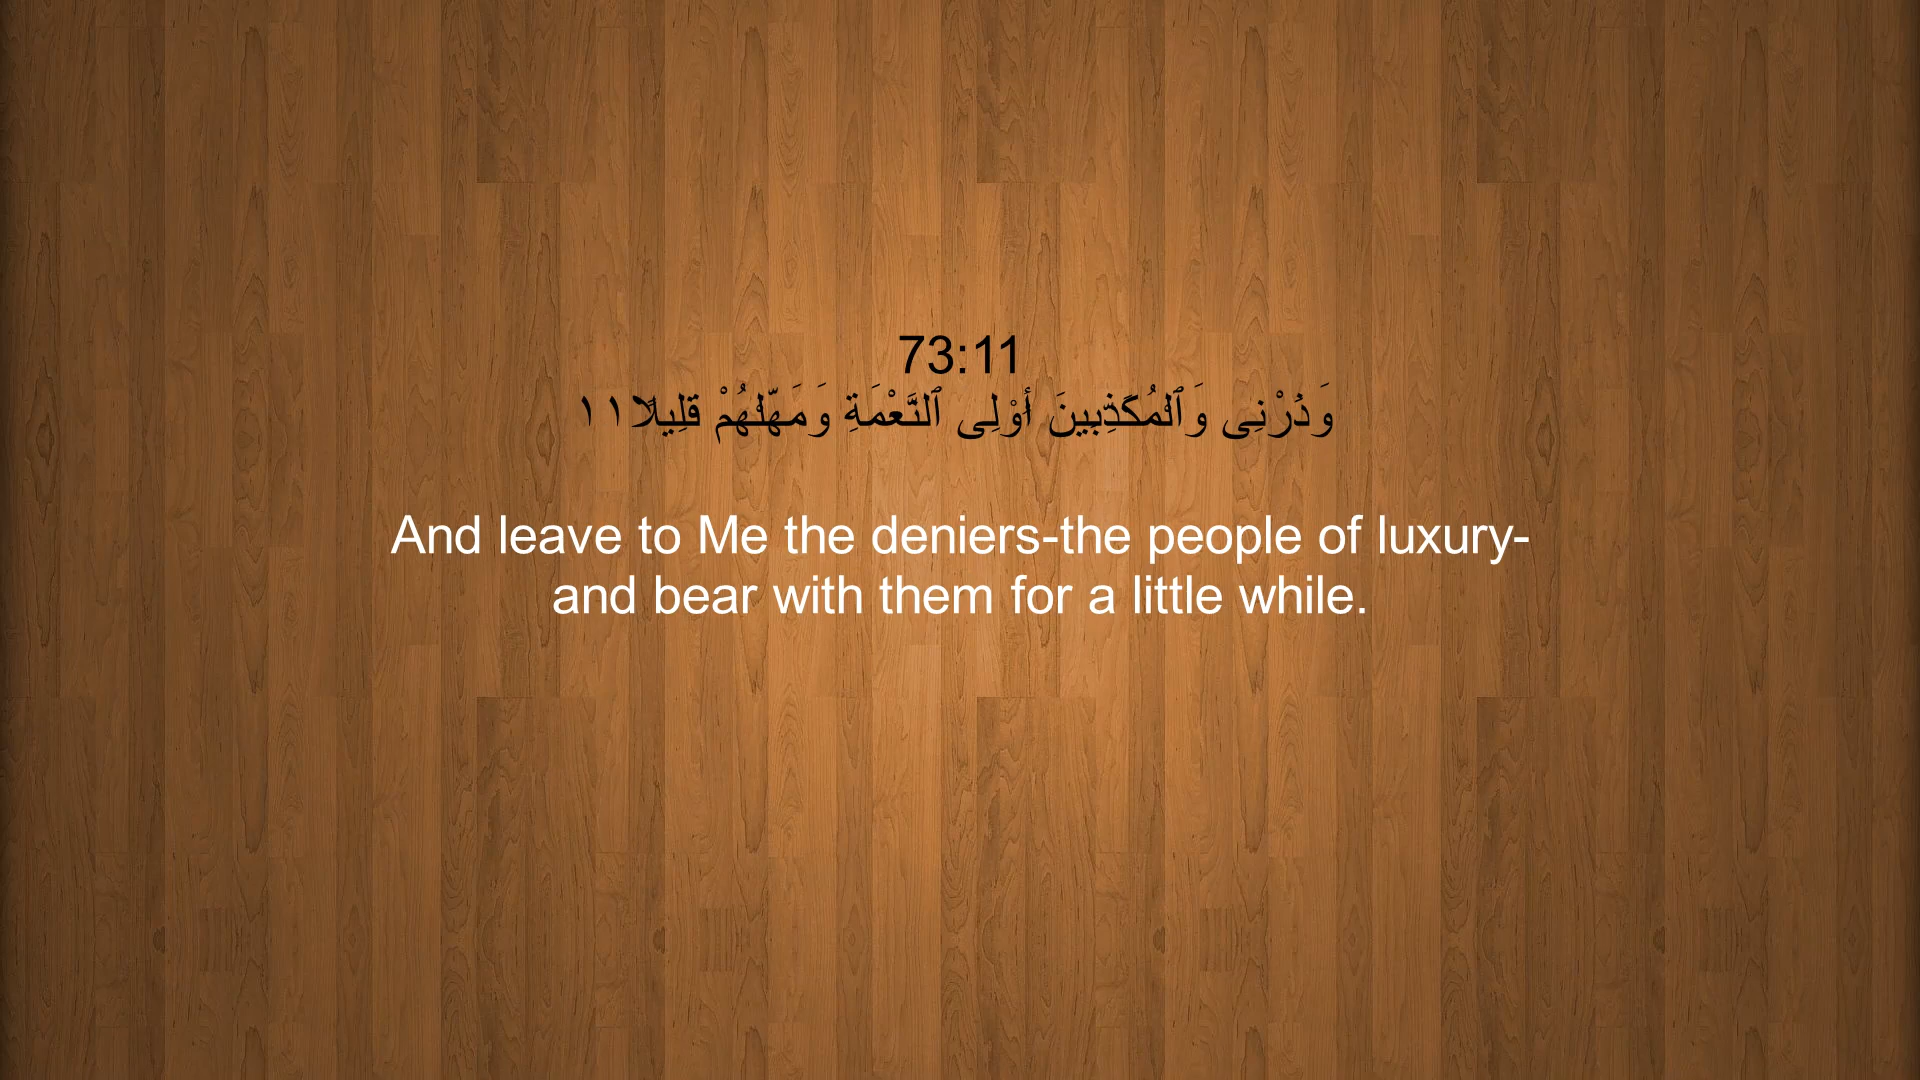 73:11
وَذَرْنِى وَٱلْمُكَذِّبِينَ أُو۟لِى ٱلنَّعْمَةِ وَمَهِّلْهُمْ قَلِيلًا١١
And leave to Me the deniers-the people of luxury-
and bear with them for a little while.